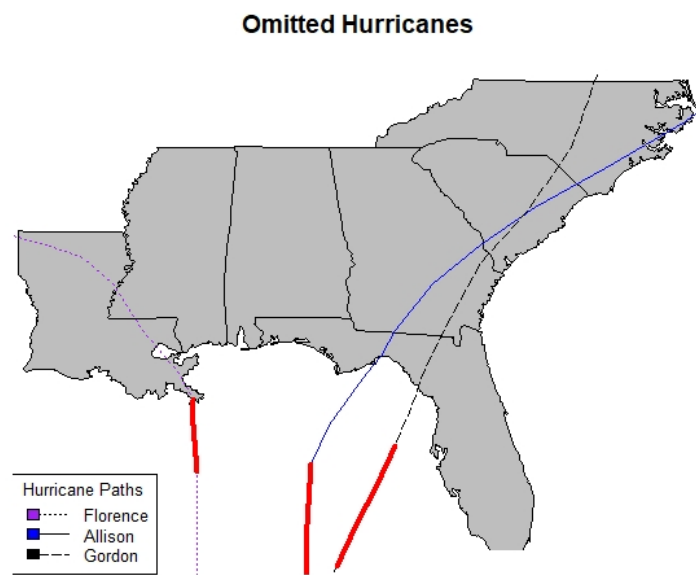 Omitted Hurricanes
Hurricane Paths
Florence
Allison
Gordon